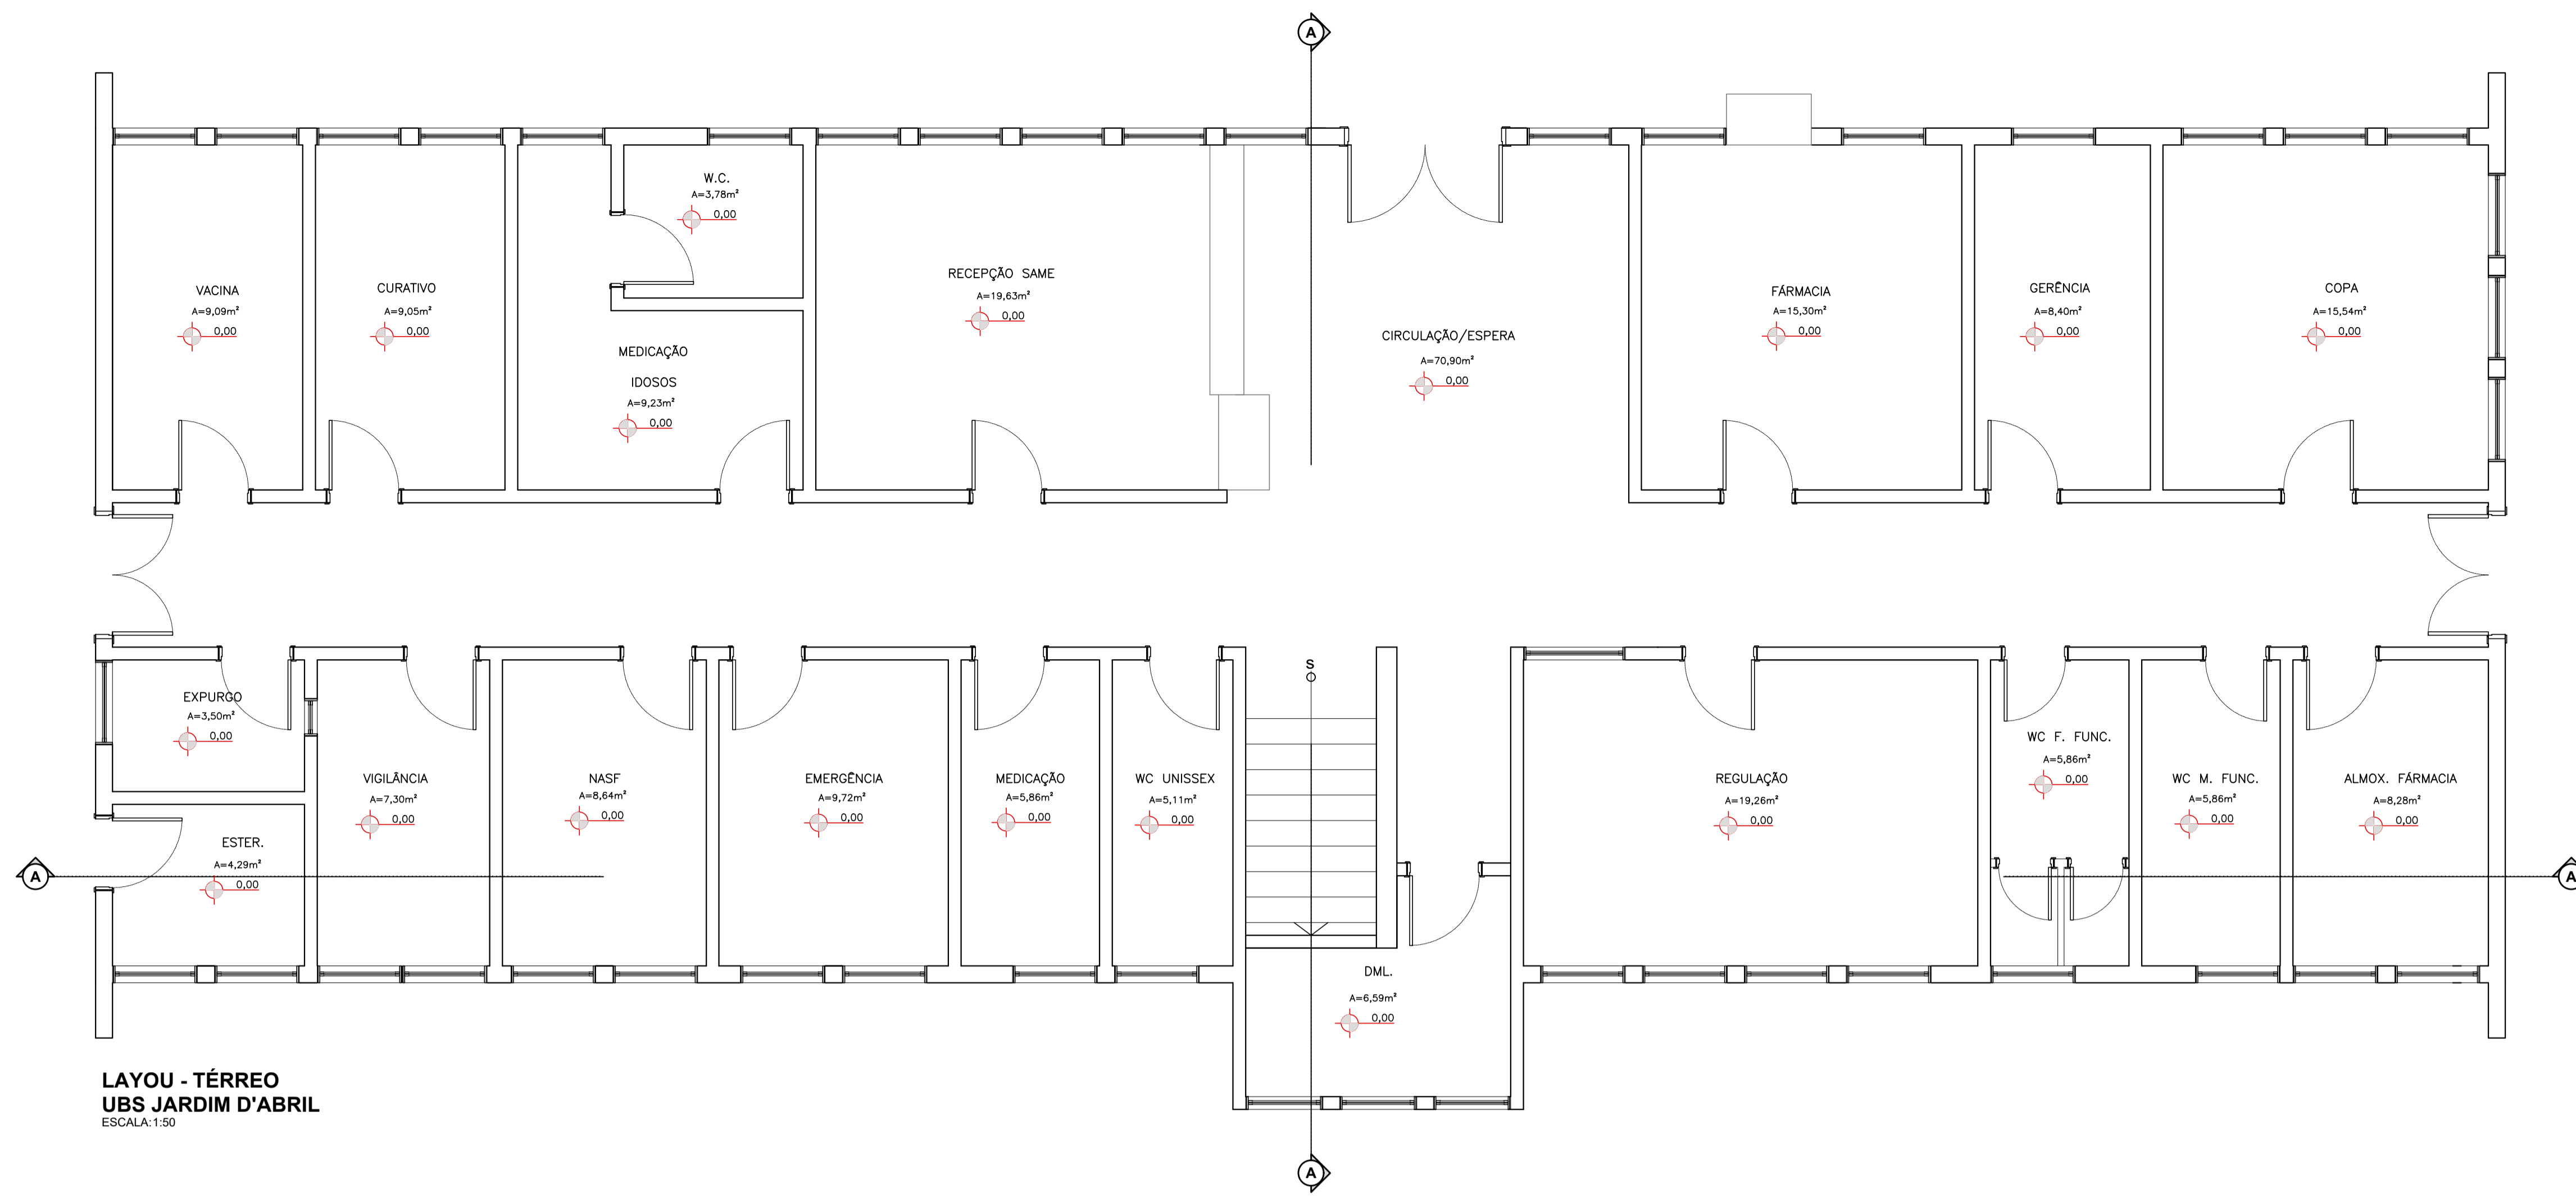 A
W.C.
A=3,78m²
0,00
VACINA
A=9,09m²
0,00
CURATIVO
A=9,05m²
0,00
MEDICAÇÃO
IDOSOS
A=9,23m²
0,00
RECEPÇÃO SAME
A=19,63m²
0,00
CIRCULAÇÃO/ESPERA
A=70,90m²
0,00
FÁRMACIA
A=15,30m²
0,00
GERÊNCIA
A=8,40m²
0,00
COPA
A=15,54m²
0,00
EXPURGO
A=3,50m²
0,00
ESTER.
A=4,29m²
0,00
VIGILÂNCIA
A=7,30m²
0,00
NASF
A=8,64m²
0,00
EMERGÊNCIA
A=9,72m²
0,00
MEDICAÇÃO
A=5,86m²
0,00
WC UNISSEX
A=5,11m²
0,00
S
DML.
A=6,59m²
0,00
REGULAÇÃO
A=19,26m²
0,00
WC F. FUNC.
A=5,86m²
0,00
WC M. FUNC.
A=5,86m²
0,00
ALMOX. FÁRMACIA
A=8,28m²
0,00
A
A
LAYOU - TÉRREO
UBS JARDIM D'ABRIL
ESCALA:1:50
A